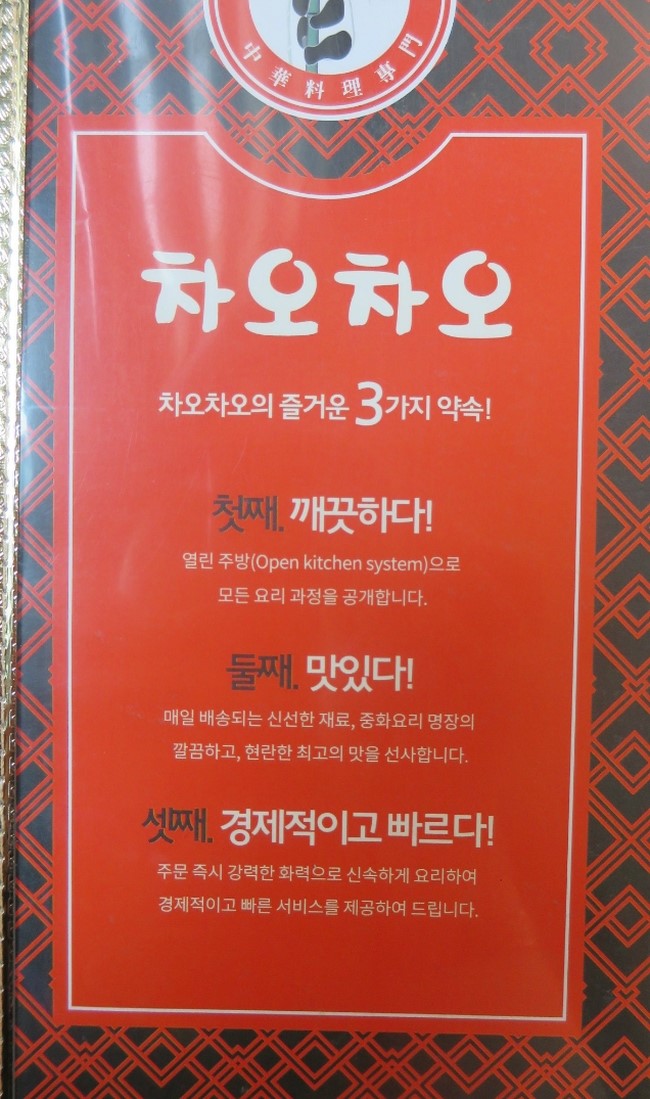 中華料理專門
차오차오
차오차오의 즐거운 3가지 약속!
첫째. 깨끗하다!
열린 주방(Open kitchen system)으로
모든 요리 과정을 공개합니다.
둘째. 맛있다!
매일 배송되는 신선한 재료, 중화요리 명장의
깔끔하고, 현란한 최고의 맛을 선사합니다.
셋째. 경제적이고 빠르다!
주문 즉시 강력한 화력으로 신속하게 요리하여
경제적이고 빠른 서비스를 제공하여 드립니다.